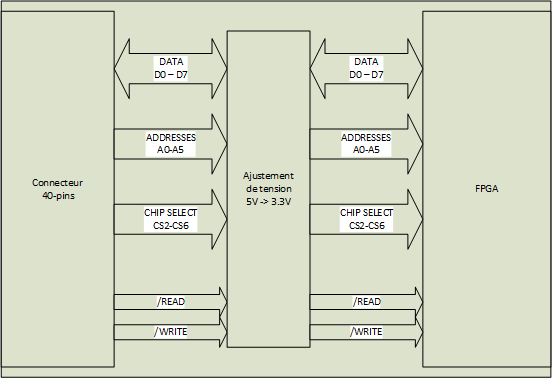 Connecteur
40-pins
DATA
D0 – D7
ADDRESSES
A0-A5
CHIP SELECT
CS2-CS6
/READ
/WRITE
Ajustement
de tension
5V -> 3.3V
DATA
D0 – D7
ADDRESSES
A0-A5
CHIP SELECT
CS2-CS6
/READ
/WRITE
FPGA